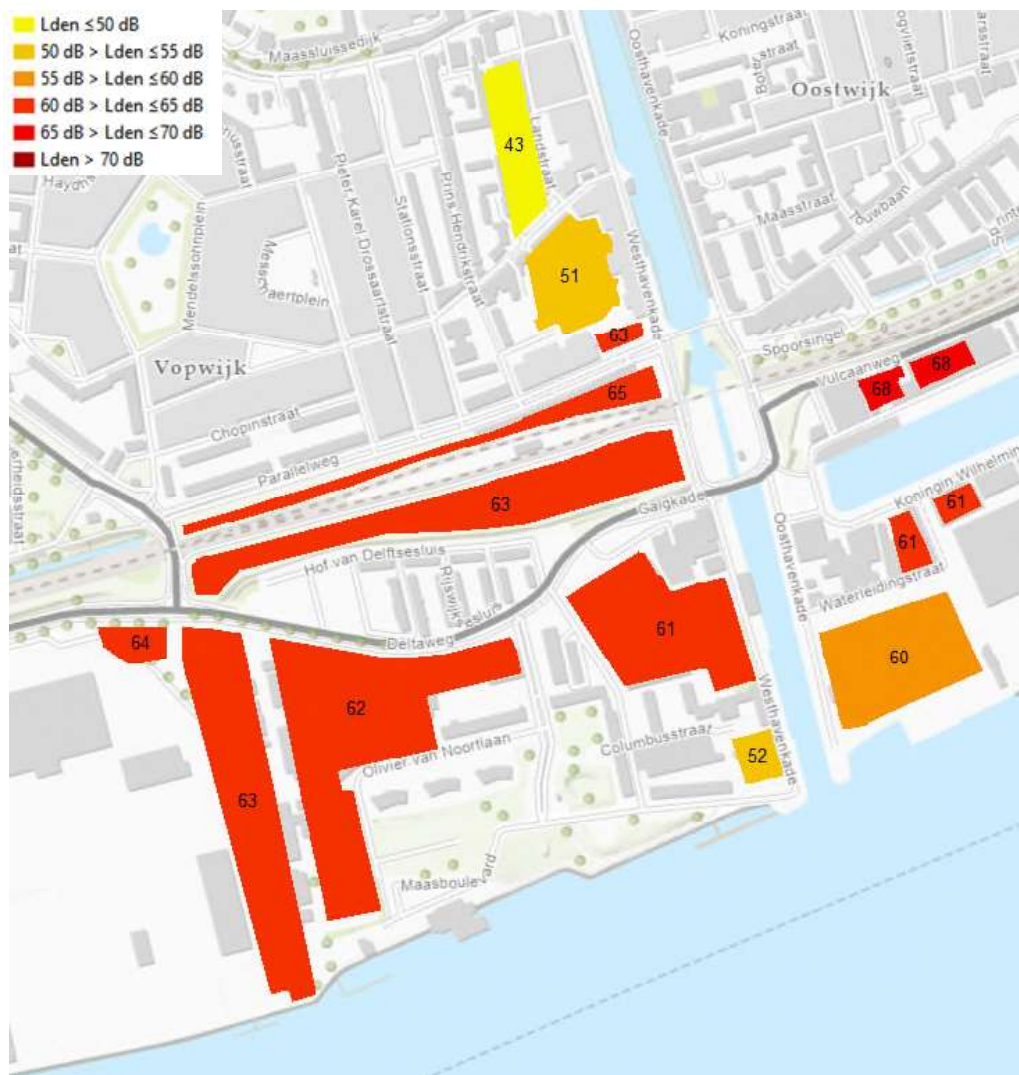 Lden ≤50 dB
50 dB > Lden ≤55 dB
55 dB > Lden ≤60 dB
60 dB > Lden ≤65 dB
65 dB > Lden ≤70 dB
Lden > 70 dB
Maassluissedijk
Oosthavenkade
Koningstraat
Oostwijk
43
Landstraat
Pieter Karel Drossaartstraat
Stationsstraat
Prins Hendrikstraat
Mendelssohnplein
Maasstraat
51
Westhavenkade
63
Spoorsingel
Vulcaanweg
68
68
Vopwijk
65
Chopinstraat
Parallelweg
63
Galgkade
Koningin Wilhelmin
61
61
Hof van Delftsesluis
Rijswijk
sesluis
Oosthavenkade
Waterleidingstraat
64
Deltaweg
61
60
62
Westhavenkade
Columbusstraat
52
Olivier van Noortlaan
63
Maasboulevard